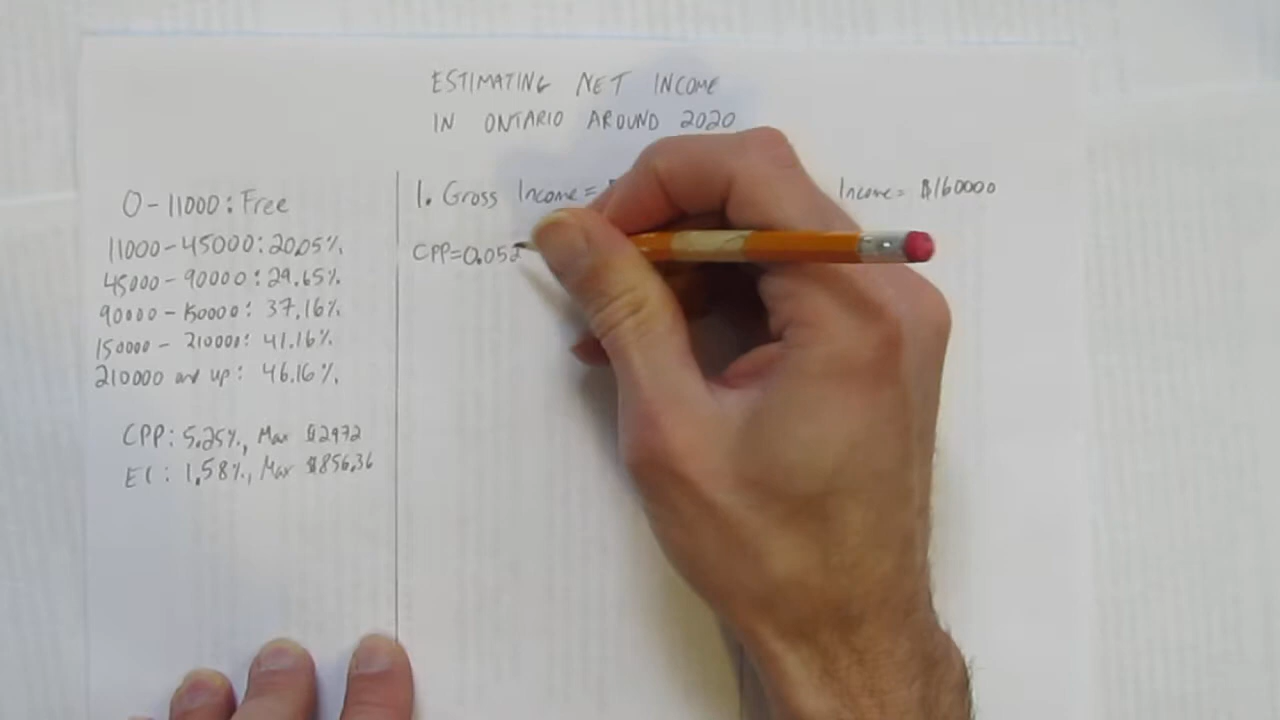 ESTIMATING NET INCOME
IN ONTARIO AROUND 2020
0-11000: Free
11000-45000: 20.05%
45000-90000: 29.65%
90000-150000: 37.16%
150000-210000: 41.16%
210000 and up: 46.16%
CPP: 5.25%, Max $2972
EI: 1.58%, Max $856.36
1. Gross Income =
CPP=0.052
Income= $160000